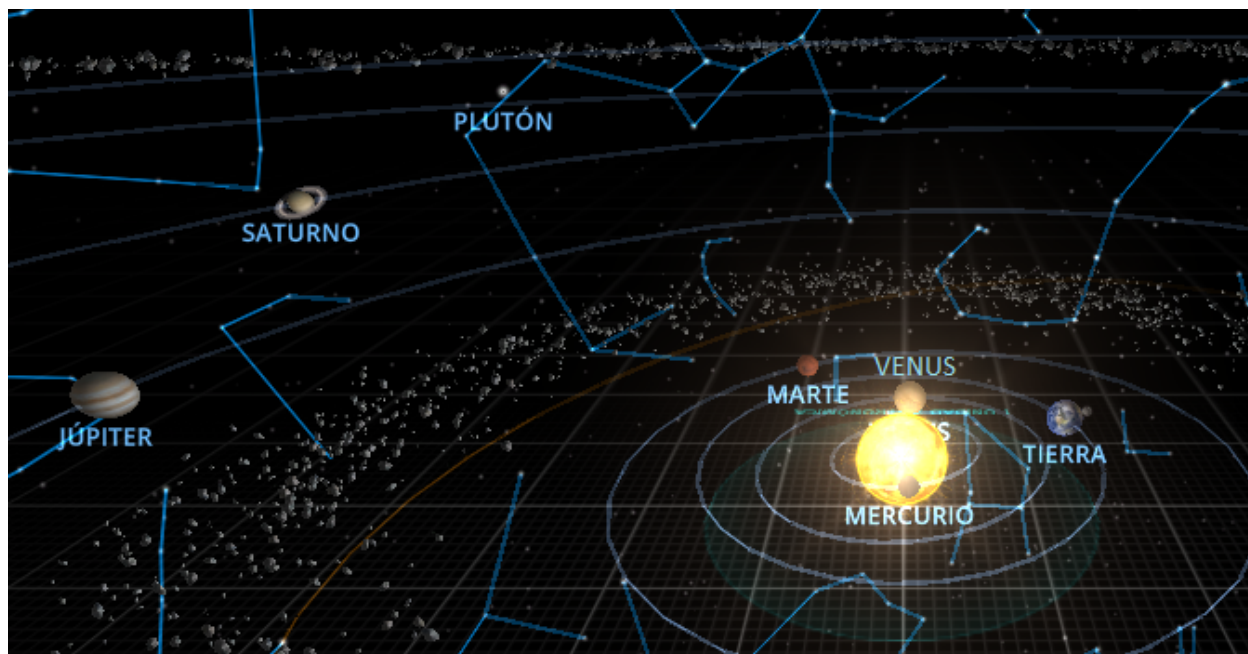 PLUTÓN
SATURNO
VENUS
MARTE
JÚPITER
TIERRA
MERCURIO